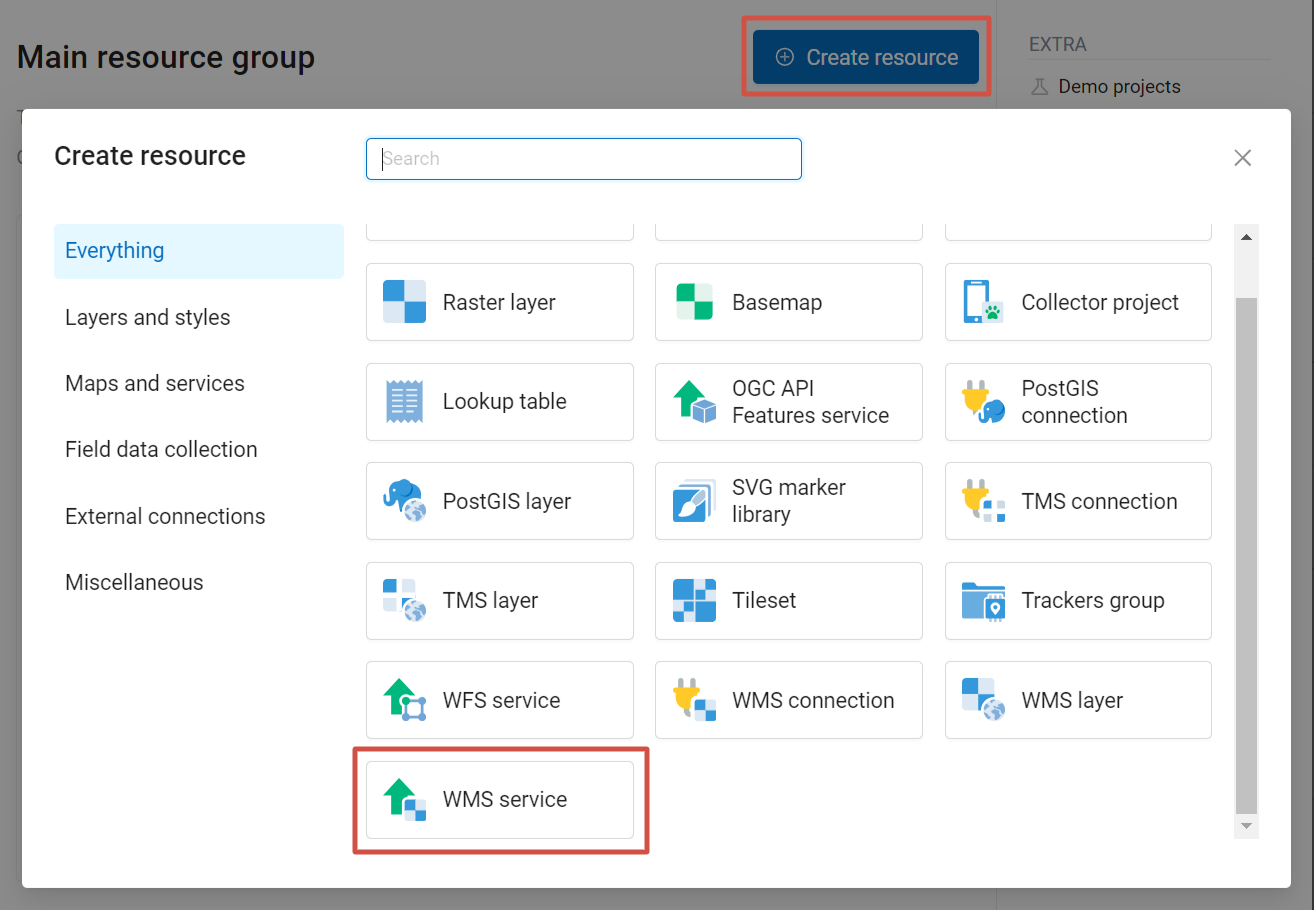 Main resource group
Create resource
EXTRA
Demo projects
Create resource
Search
Everything
Layers and styles
Maps and services
Field data collection
External connections
Miscellaneous
Raster layer
Basemap
Collector project
Lookup table
OGC API
Features service
PostGIS
connection
PostGIS layer
SVG marker
library
TMS connection
TMS layer
Tileset
Trackers group
WFS service
WMS connection
WMS layer
WMS service